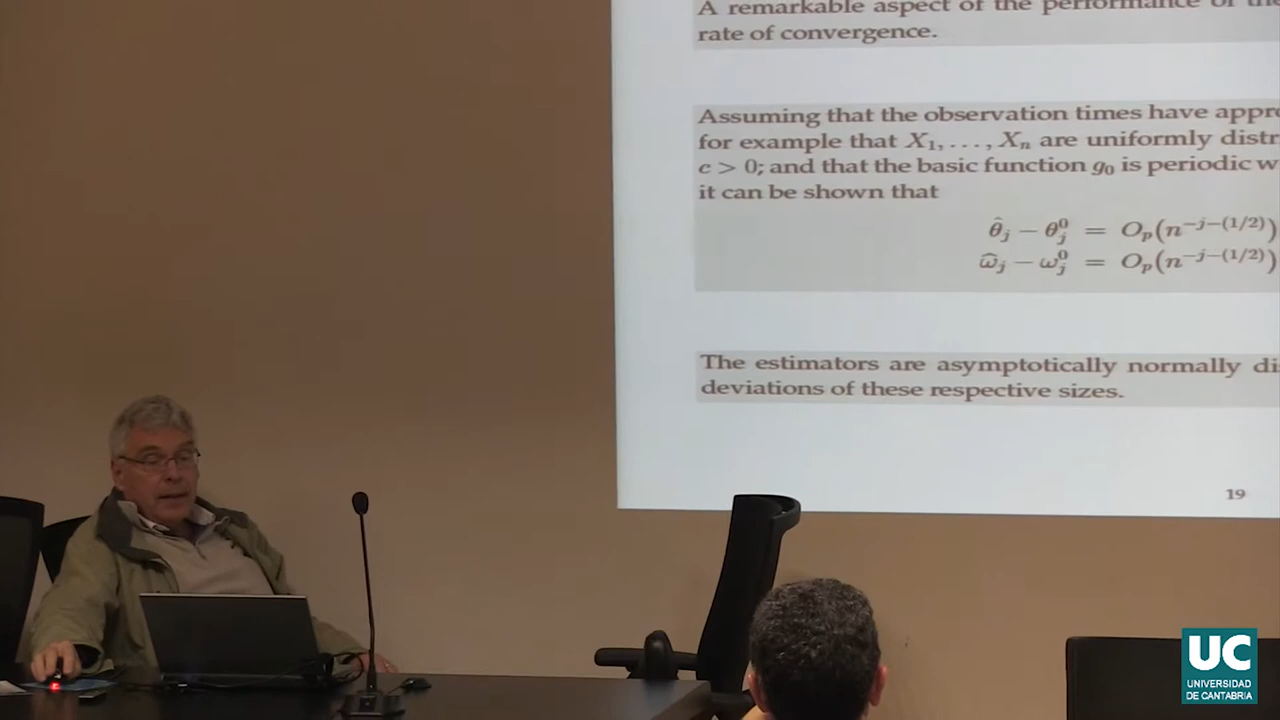 A remarkable aspect of the performance of the
rate of convergence.
Assuming that the observation times have appr
for example that X₁, . . . , Xₙ are uniformly distr
c > 0; and that the basic function g₀ is periodic w
it can be shown that
θ̂ⱼ − θⱼ⁰ = Oₚ(n^{−j−(1/2)})
ω̂ⱼ − ωⱼ⁰ = Oₚ(n^{−j−(1/2)})
The estimators are asymptotically normally di
deviations of these respective sizes.
19
UC
UNIVERSIDAD
DE CANTABRIA